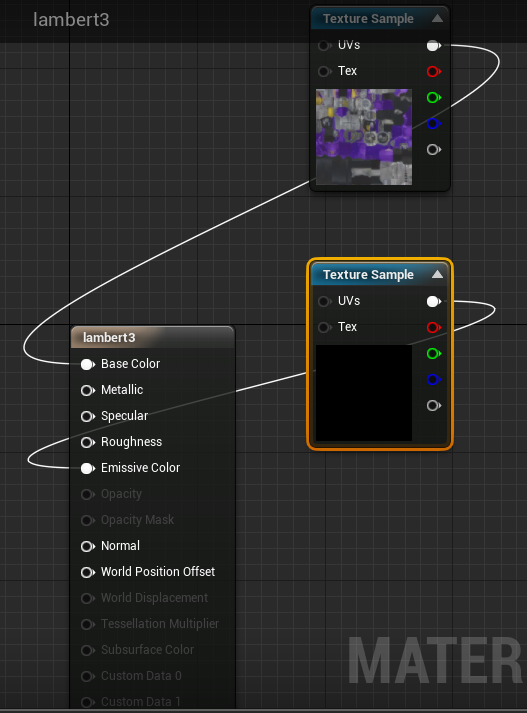 lambert3
Texture Sample
UVs
Tex
Texture Sample
UVs
Tex
lambert3
Base Color
Metallic
Specular
Roughness
Emissive Color
Opacity
Opacity Mask
Normal
World Position Offset
World Displacement
Tessellation Multiplier
Subsurface Color
Custom Data 0
Custom Data 1
MATER